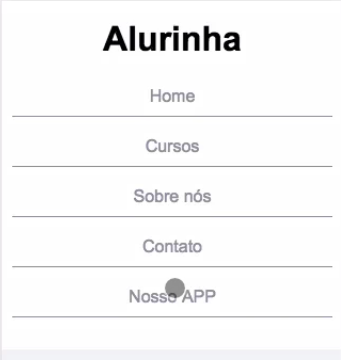 Alurinha
Home
Cursos
Sobre nós
Contato
Nosso APP